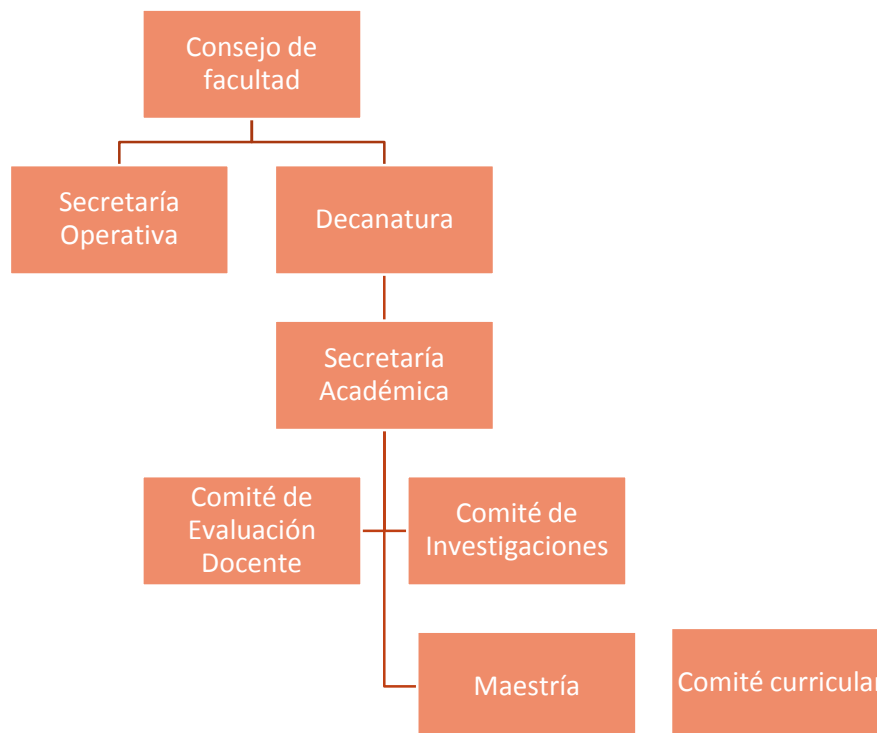 Consejo de
facultad
Secretaría
Operativa
Decanatura
Secretaría
Académica
Comité de
Evaluación
Docente
Comité de
Investigaciones
Maestría
Comité curricular